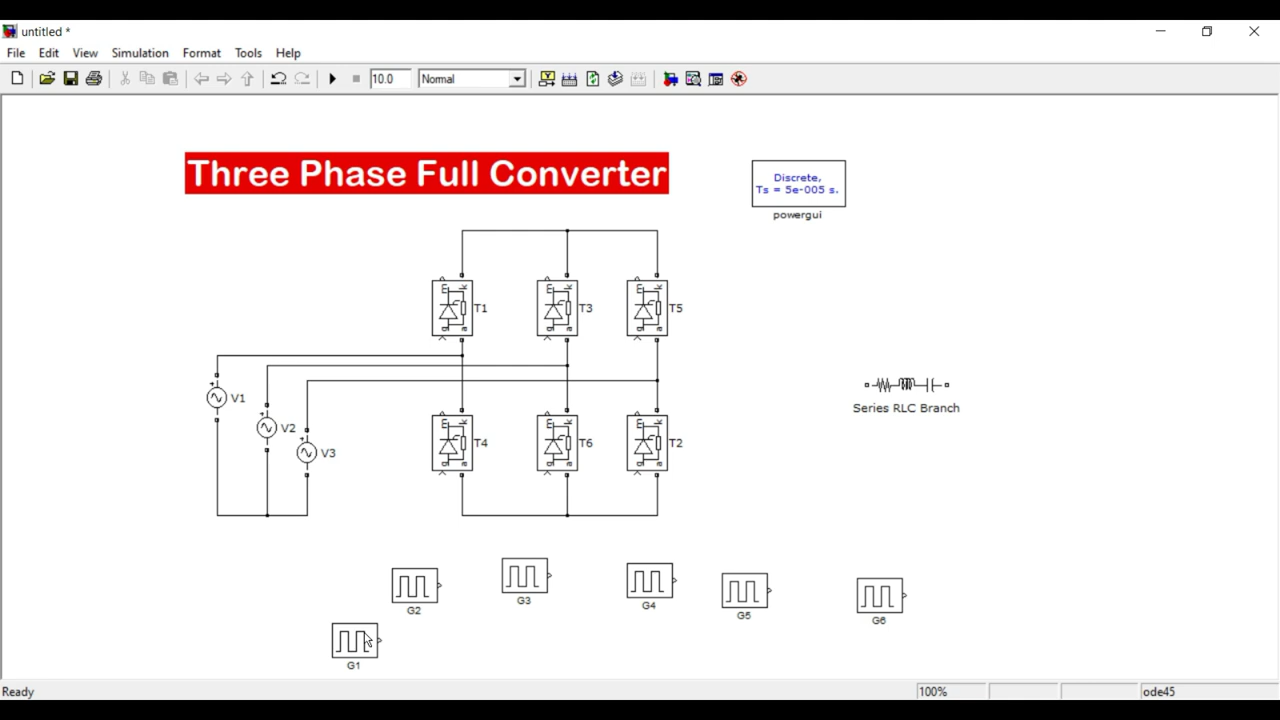 untitled *
File Edit View Simulation Format Tools Help
10.0 Normal
Three Phase Full Converter
Discrete,
Ts = 5e-005 s.
powergui
m k m k m k
T1 T3 T5
g a g a g a
V1
V2
V3
Series RLC Branch
m k m k m k
T4 T6 T2
g a g a g a
G2
G3
G4
G5
G6
G1
Ready 100% ode45